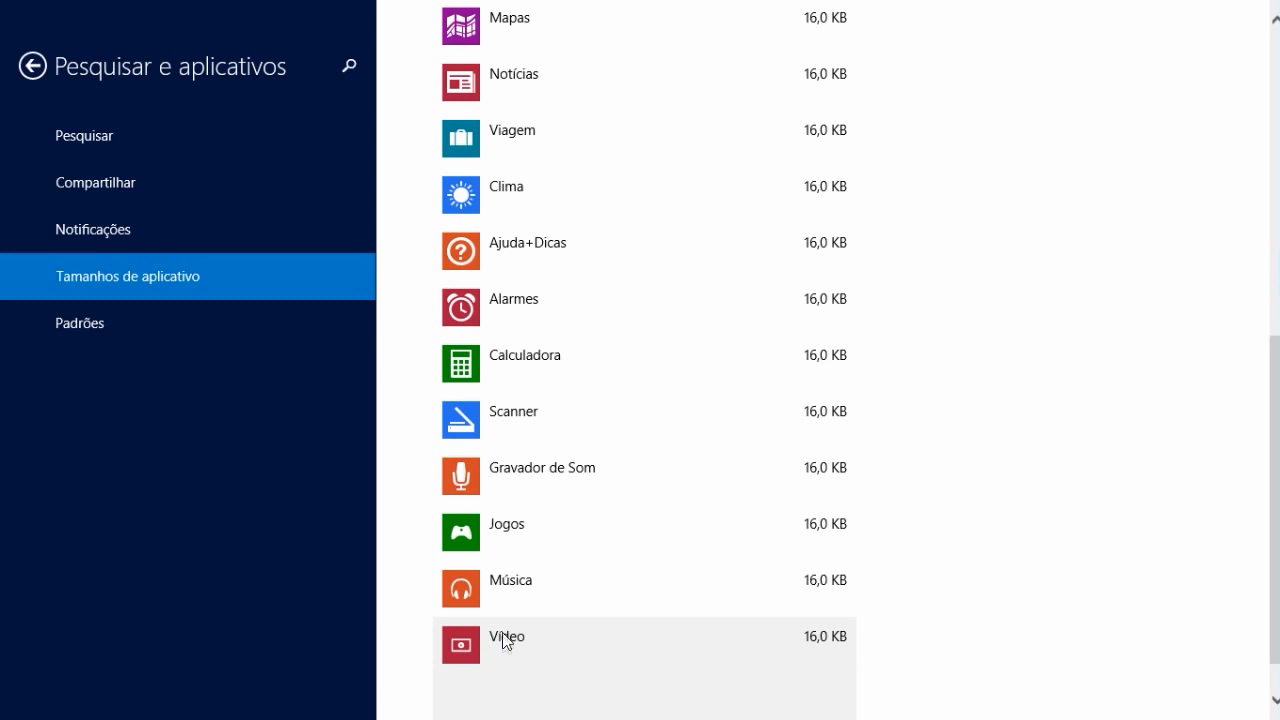 Pesquisar e aplicativos
Pesquisar
Compartilhar
Notificações
Tamanhos de aplicativo
Padrões
Mapas 16,0 KB
Notícias 16,0 KB
Viagem 16,0 KB
Clima 16,0 KB
Ajuda+Dicas 16,0 KB
Alarmes 16,0 KB
Calculadora 16,0 KB
Scanner 16,0 KB
Gravador de Som 16,0 KB
Jogos 16,0 KB
Música 16,0 KB
Vídeo 16,0 KB